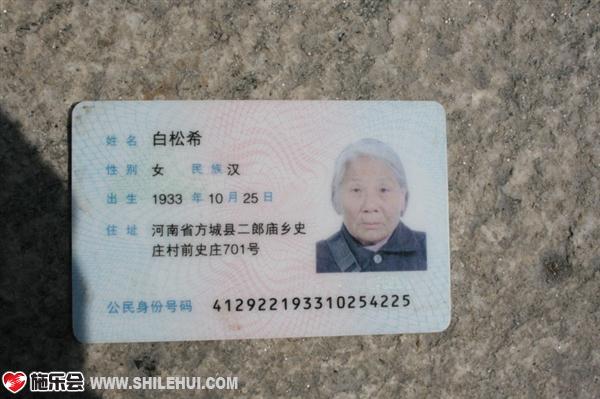 姓名 白松希
性别 女 民族 汉
出生 1933 年 10 月 25 日
住址 河南省方城县二郎庙乡史
庄村前史庄701号
公民身份号码 412922193310254225
施乐会 WWW.SHILEHUI.COM